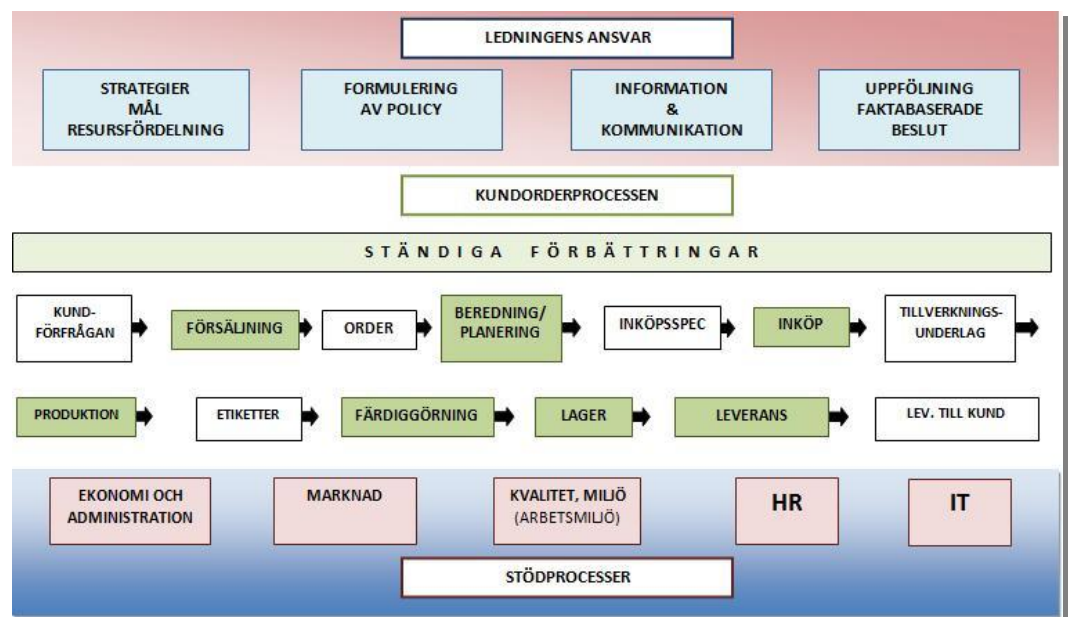 LEDNINGENS ANSVAR
STRATEGIER
MÅL
RESURSFÖRDELNING
FORMULERING
AV POLICY
INFORMATION
&
KOMMUNIKATION
UPPFÖLJNING
FAKTABASERADE
BESLUT
KUNDORDERPROCESSEN
STÄNDIGA FÖRBÄTTRINGAR
KUND-
FÖRFRÅGAN
FÖRSÄLJNING
ORDER
BEREDNING/
PLANERING
INKÖPSSPEC
INKÖP
TILLVERKNINGS-
UNDERLAG
PRODUKTION
ETIKETTER
FÄRDIGGÖRNING
LAGER
LEVERANS
LEV. TILL KUND
EKONOMI OCH
ADMINISTRATION
MARKNAD
KVALITET, MILJÖ
(ARBETSMILJÖ)
HR
IT
STÖDPROCESSER